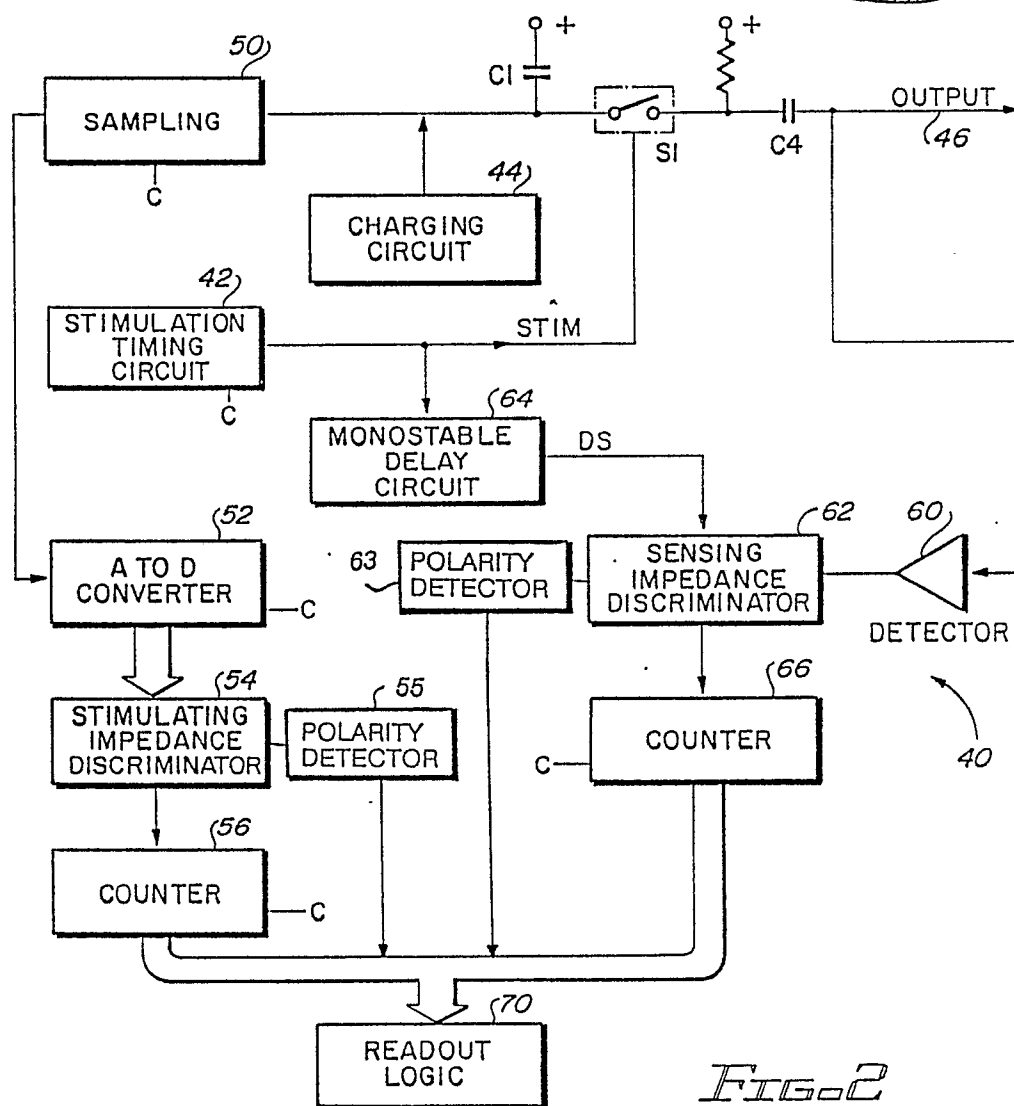 50
SAMPLING
C
+
C1
S1
+
C4
OUTPUT
46
44
CHARGING
CIRCUIT
42
STIMULATION
TIMING
CIRCUIT
C
STIM
64
MONOSTABLE
DELAY
CIRCUIT
DS
52
A TO D
CONVERTER
C
63
POLARITY
DETECTOR
62
SENSING
IMPEDANCE
DISCRIMINATOR
60
DETECTOR
40
54
STIMULATING
IMPEDANCE
DISCRIMINATOR
55
POLARITY
DETECTOR
66
COUNTER
C
56
COUNTER
C
70
READOUT
LOGIC
FIG. 2